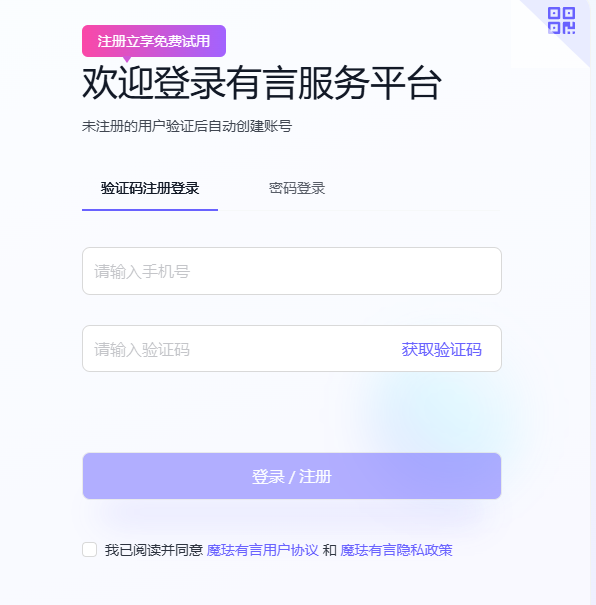 注册立享免费试用
欢迎登录有言服务平台
未注册的用户验证后自动创建账号
验证码注册登录 密码登录
请输入手机号
请输入验证码 获取验证码
登录 / 注册
我已阅读并同意 魔珐有言用户协议 和 魔珐有言隐私政策